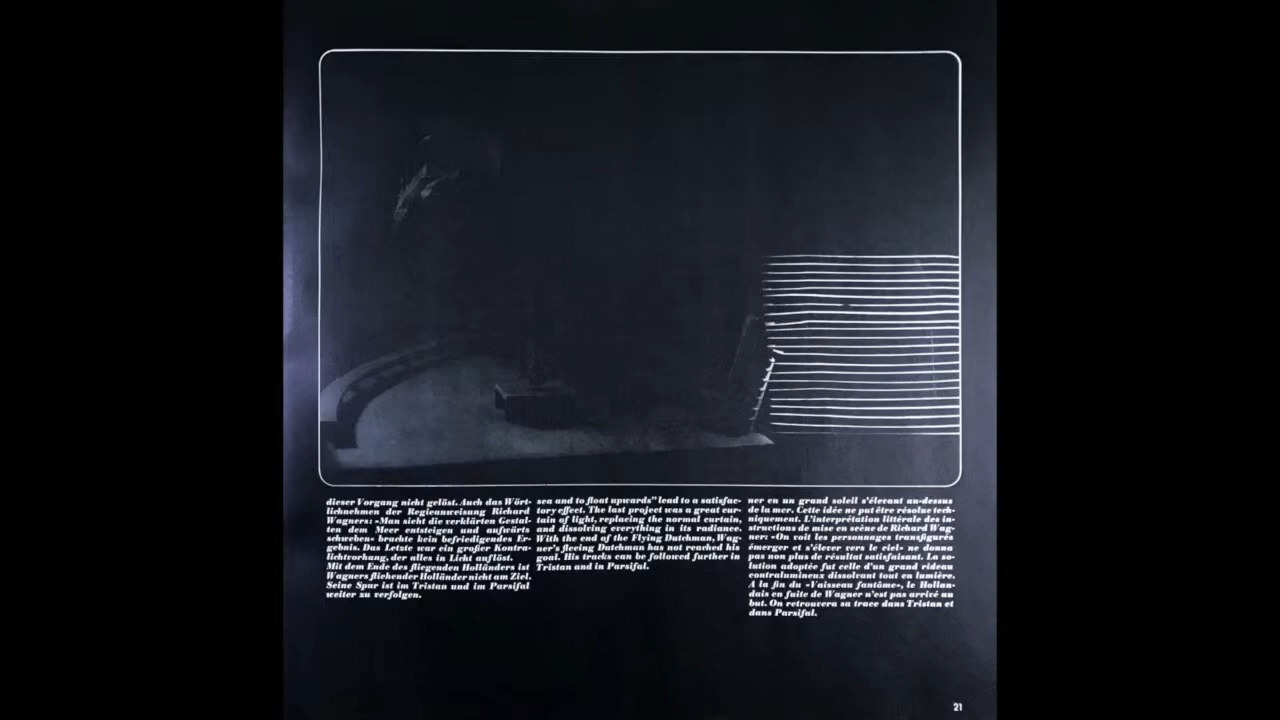 dieser Vorgang nicht gelöst. Auch das Wört-
lichnehmen der Regieanweisung Richard
Wagners: »Man sieht die verklärten Gestal-
ten dem Meer entsteigen und aufwärts
schweben« brachte kein befriedigendes Er-
gebnis. Das Letzte war ein großer Kontra-
lichtvorhang, der alles in Licht auflöst.
Mit dem Ende des fliegenden Holländers ist
Wagners fliehender Holländer nicht am Ziel.
Seine Spur ist im Tristan und im Parsifal
weiter zu verfolgen.
sea and to float upwards" lead to a satisfac-
tory effect. The last project was a great cur-
tain of light, replacing the normal curtain,
and dissolving everything in its radiance.
With the end of the Flying Dutchman, Wag-
ner's fleeing Dutchman has not reached his
goal. His tracks can be followed further in
Tristan and in Parsifal.
ner en un grand soleil s'élevant au-dessus
de la mer. Cette idée ne put être résolue tech-
niquement. L'interprétation littérale des in-
structions de mise en scène de Richard Wag-
ner: «On voit les personnages transfigurés
émerger et s'élever vers le ciel» ne donna
pas non plus de résultat satisfaisant. La so-
lution adoptée fut celle d'un grand rideau
contralumineux dissolvant tout en lumière.
A la fin du «Vaisseau fantôme», le Hollan-
dais en fuite de Wagner n'est pas arrivé au
but. On retrouvera sa trace dans Tristan et
dans Parsifal.
21